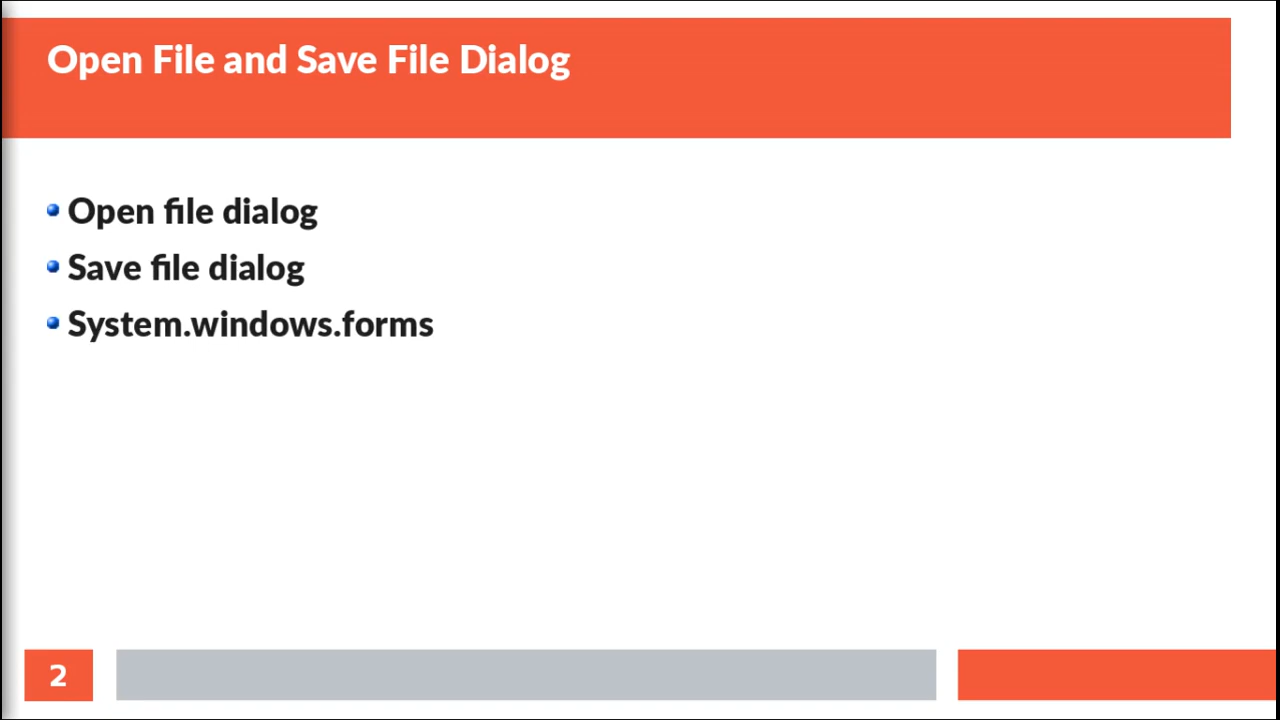 Open File and Save File Dialog
Open file dialog
Save file dialog
System.windows.forms
2